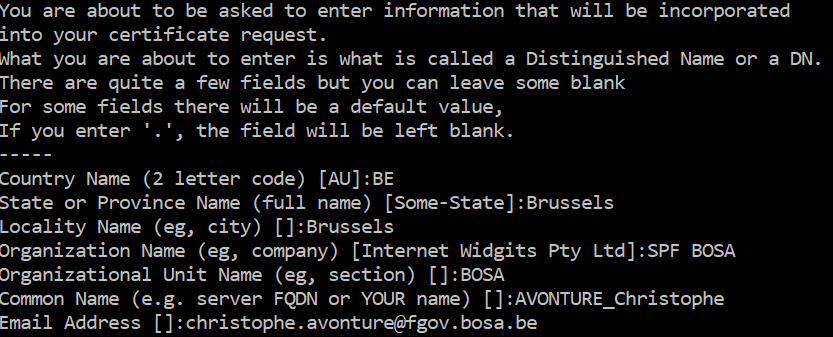 You are about to be asked to enter information that will be incorporated
into your certificate request.
What you are about to enter is what is called a Distinguished Name or a DN.
There are quite a few fields but you can leave some blank
For some fields there will be a default value,
If you enter '.', the field will be left blank.
-----
Country Name (2 letter code) [AU]:BE
State or Province Name (full name) [Some-State]:Brussels
Locality Name (eg, city) []:Brussels
Organization Name (eg, company) [Internet Widgits Pty Ltd]:SPF BOSA
Organizational Unit Name (eg, section) []:BOSA
Common Name (e.g. server FQDN or YOUR name) []:AVONTURE_Christophe
Email Address []:christophe.avonture@fgov.bosa.be